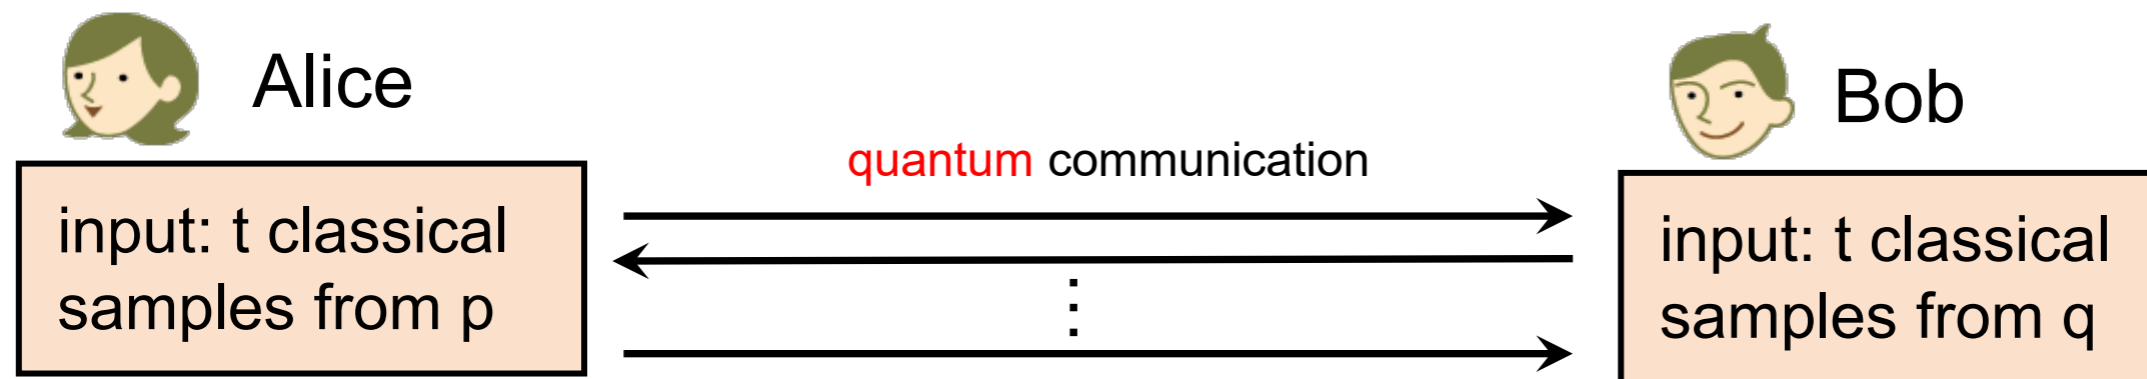 Alice
Bob
quantum communication
input: t classical
samples from p
input: t classical
samples from q